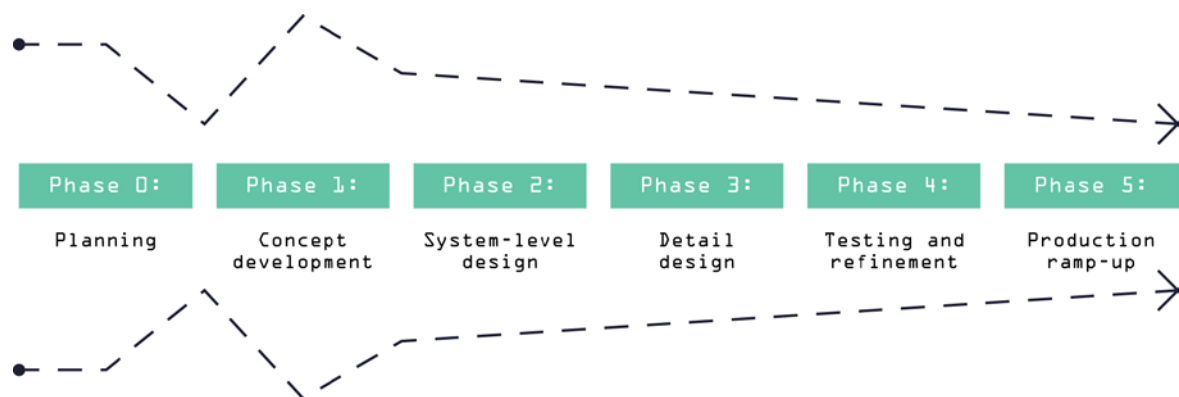 Phase 0:
Planning
Phase 1:
Concept
development
Phase 2:
System-level
design
Phase 3:
Detail
design
Phase 4:
Testing and
refinement
Phase 5:
Production
ramp-up